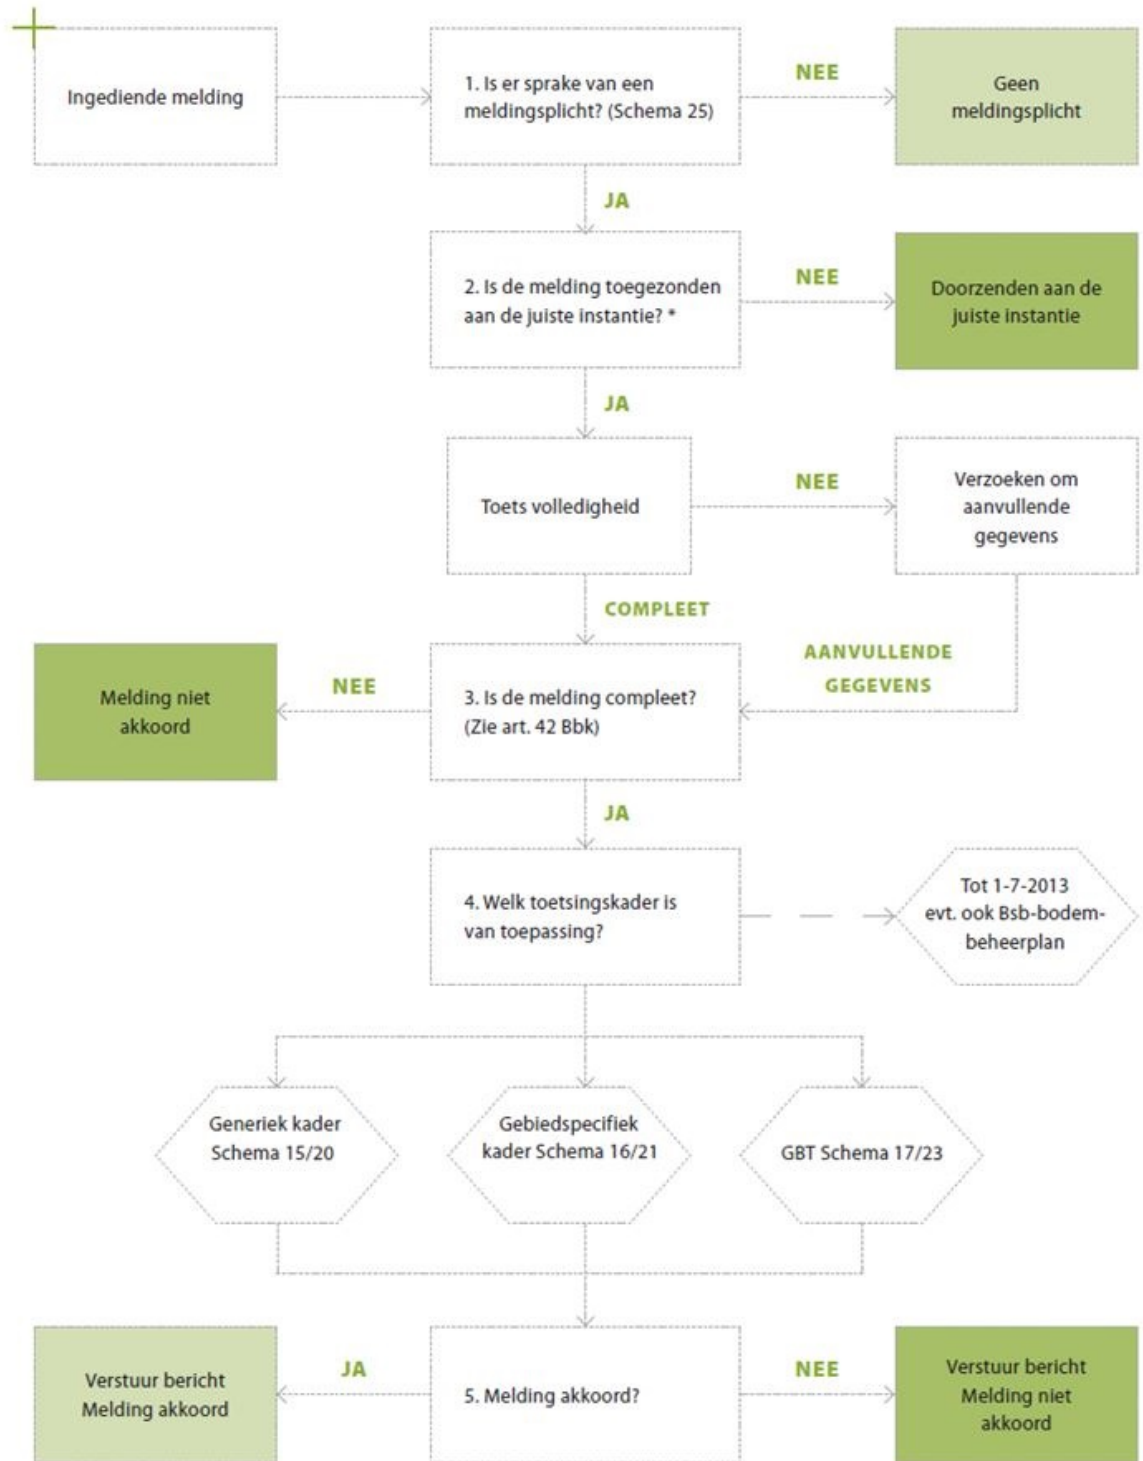 Ingediende melding
1. Is er sprake van een
meldingsplicht? (Schema 25)
NEE
Geen
meldingsplicht
JA
2. Is de melding toegezonden
aan de juiste instantie? *
NEE
Doorzenden aan de
juiste instantie
JA
Toets volledigheid
NEE
Verzoeken om
aanvullende
gegevens
COMPLEET
AANVULLENDE
GEGEVENS
Melding niet
akkoord
NEE
3. Is de melding compleet?
(Zie art. 42 Bbk)
JA
4. Welk toetsingskader is
van toepassing?
Tot 1-7-2013
evt. ook Bsb-bodem-
beheerplan
Generiek kader
Schema 15/20
Gebiedspecifiek
kader Schema 16/21
GBT Schema 17/23
Verstuur bericht
Melding akkoord
JA
5. Melding akkoord?
NEE
Verstuur bericht
Melding niet
akkoord